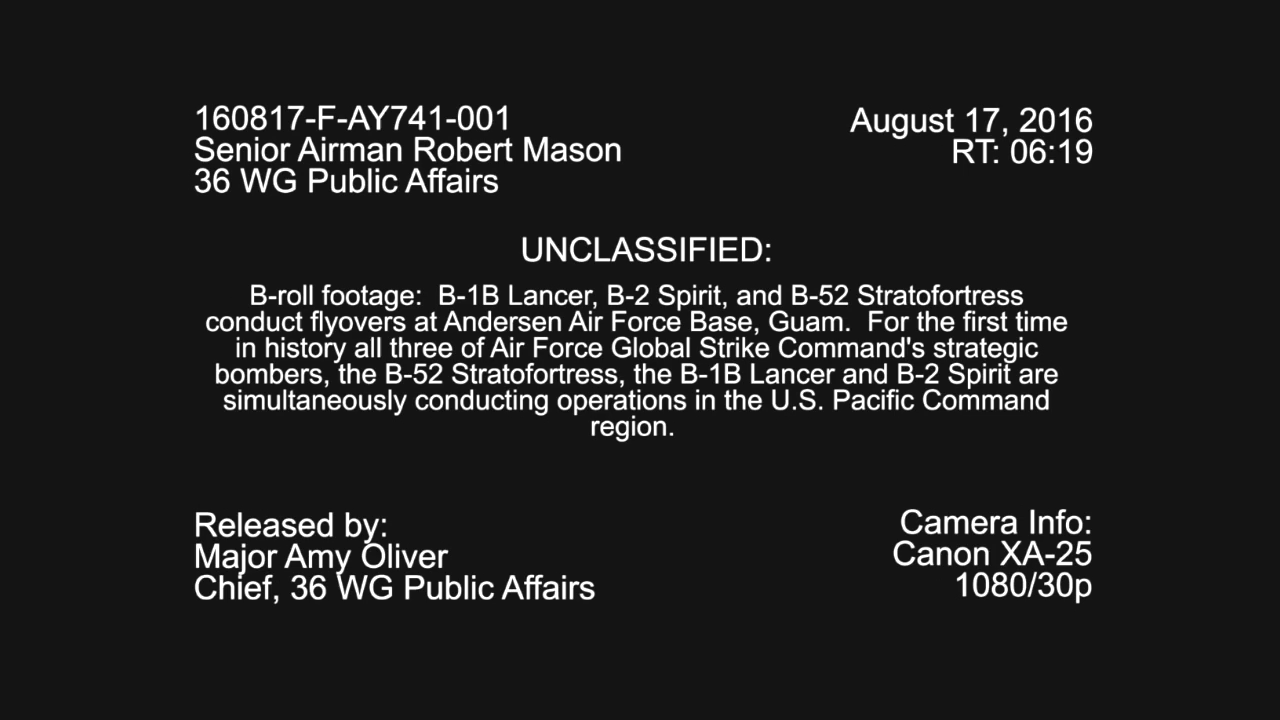 160817-F-AY741-001
Senior Airman Robert Mason
36 WG Public Affairs
August 17, 2016
RT: 06:19
UNCLASSIFIED:
B-roll footage:  B-1B Lancer, B-2 Spirit, and B-52 Stratofortress
conduct flyovers at Andersen Air Force Base, Guam.  For the first time
in history all three of Air Force Global Strike Command's strategic
bombers, the B-52 Stratofortress, the B-1B Lancer and B-2 Spirit are
simultaneously conducting operations in the U.S. Pacific Command
region.
Released by:
Major Amy Oliver
Chief, 36 WG Public Affairs
Camera Info:
Canon XA-25
1080/30p